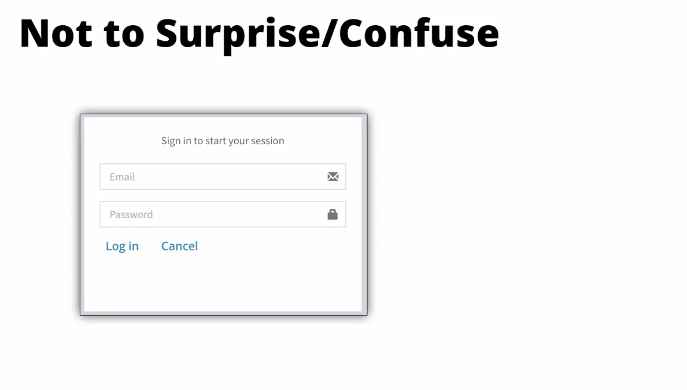 Not to Surprise/Confuse
Sign in to start your session
Email
Password
Log in Cancel